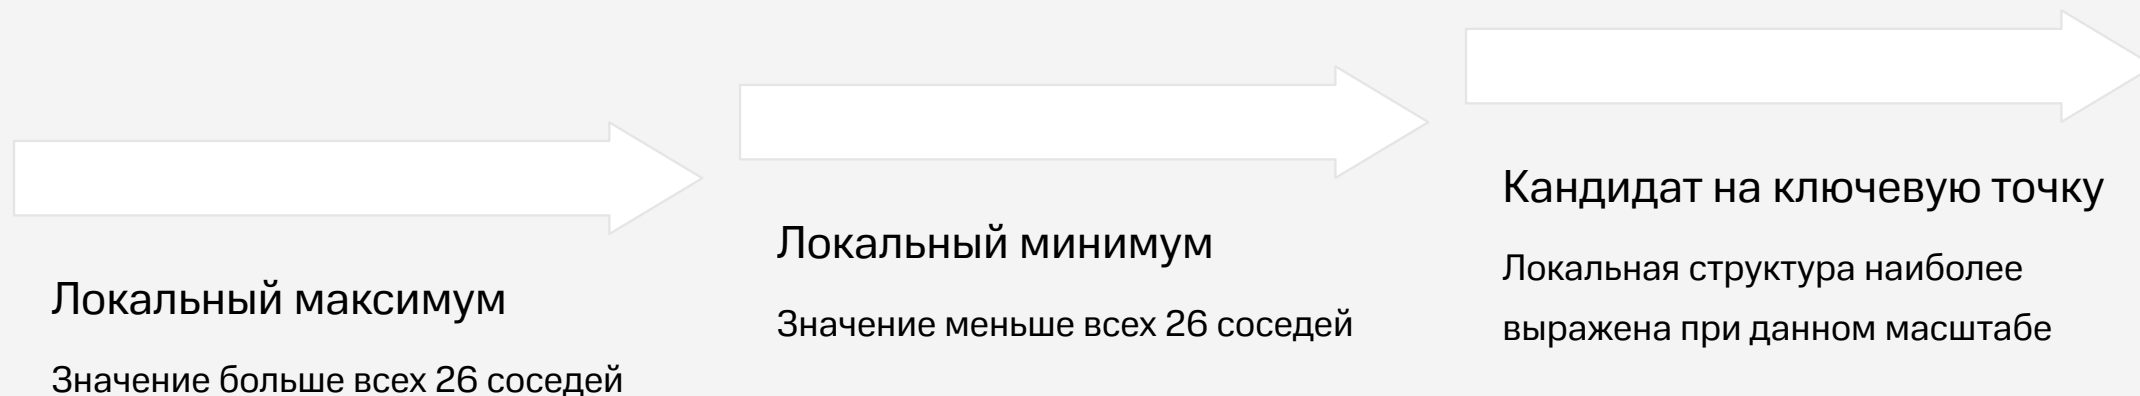 Локальный максимум
Значение больше всех 26 соседей
Локальный минимум
Значение меньше всех 26 соседей
Кандидат на ключевую точку
Локальная структура наиболее
выражена при данном масштабе